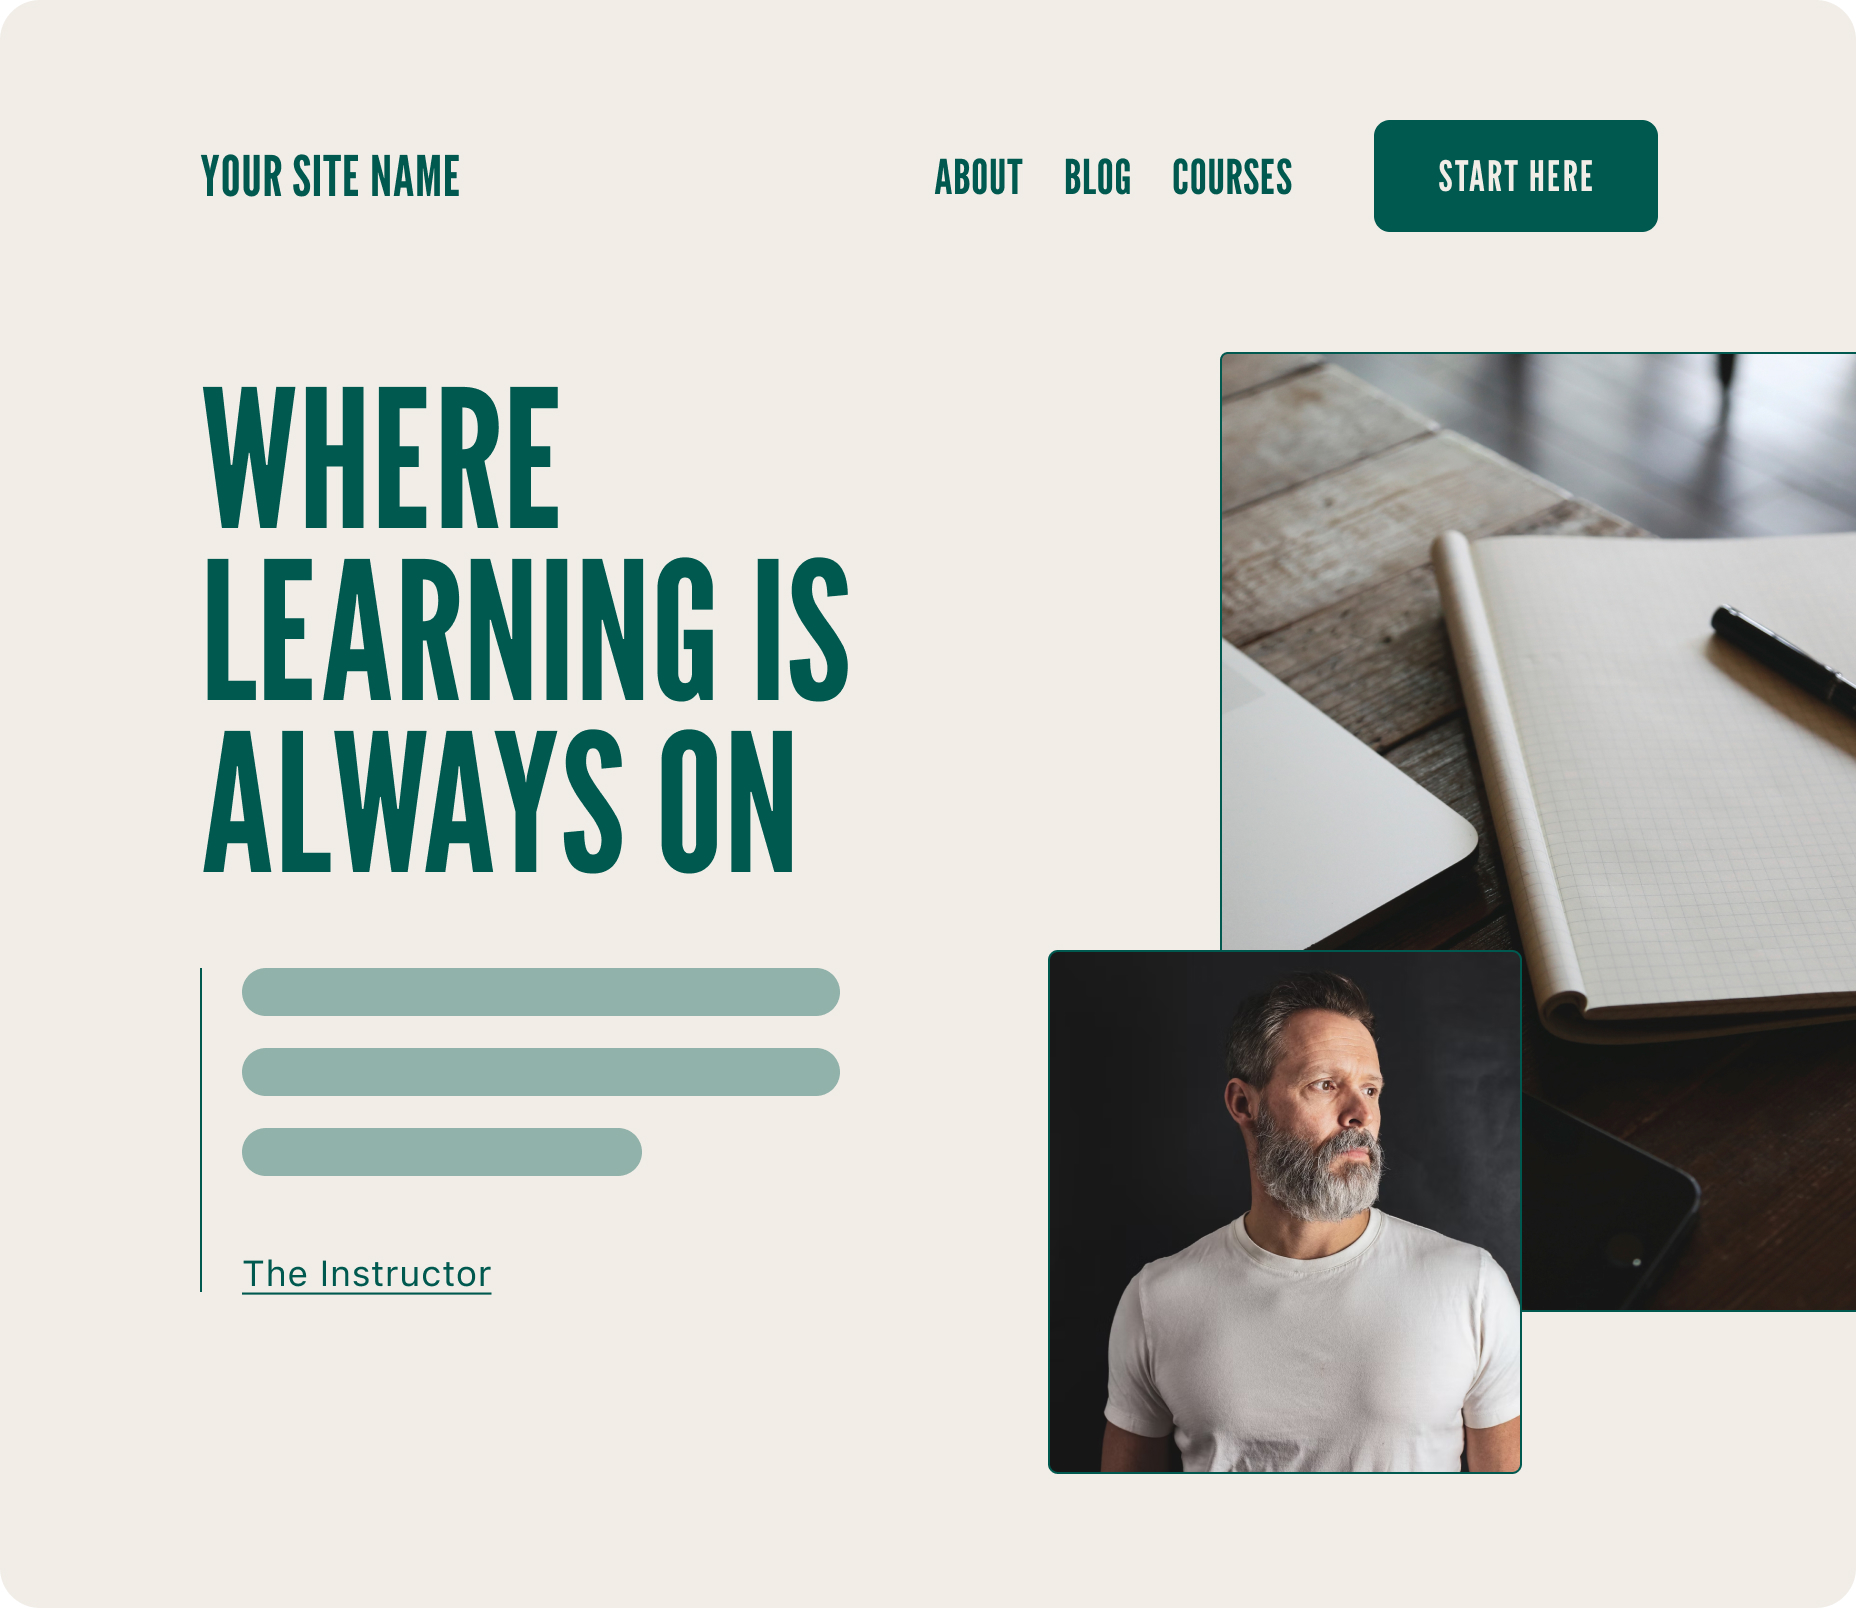 YOUR SITE NAME
ABOUT BLOG COURSES START HERE
WHERE
LEARNING IS
ALWAYS ON
The Instructor